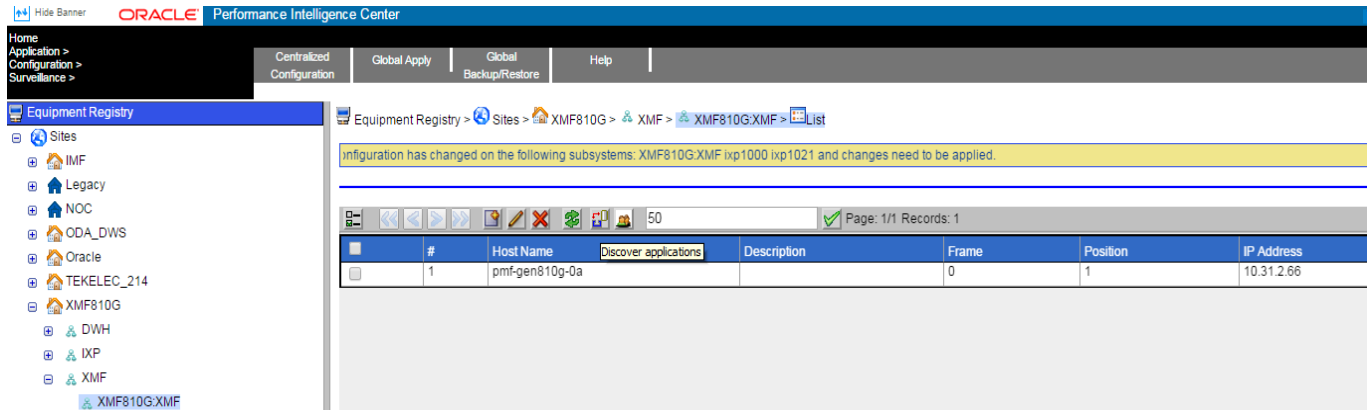 Hide Banner ORACLE Performance Intelligence Center
Home
Application >
Configuration >
Surveillance >
Centralized Configuration
Global Apply
Global Backup/Restore
Help
Equipment Registry
Sites
IMF
Legacy
NOC
ODA_DWS
Oracle
TEKELEC_214
XMF810G
DWH
IXP
XMF
XMF810G:XMF
Equipment Registry > Sites > XMF810G > XMF > XMF810G:XMF > List
onfiguration has changed on the following subsystems: XMF810G:XMF ixp1000 ixp1021 and changes need to be applied.
50 Page: 1/1 Records: 1
# Host Name Discover applications Description Frame Position IP Address
1 pmf-gen810g-0a 0 1 10.31.2.66